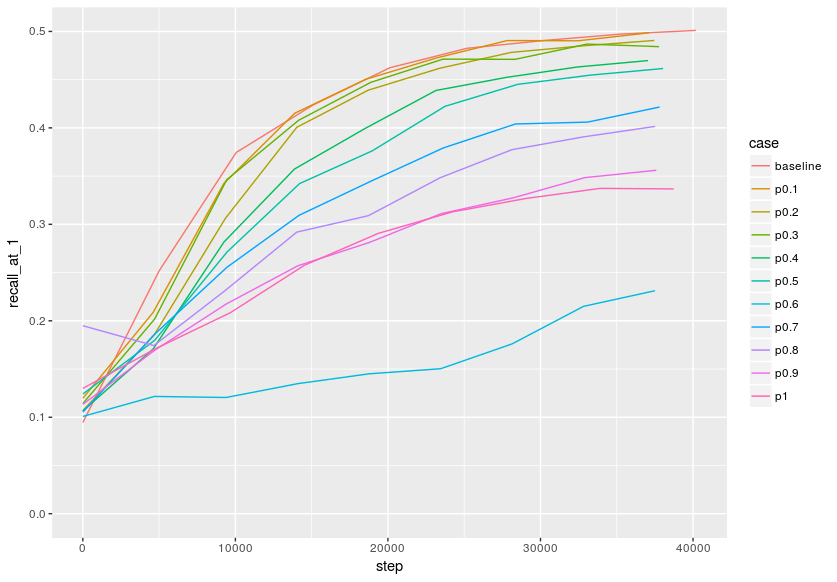 0.5
0.4
0.3
0.2
0.1
0.0
recall_at_1
0
10000
20000
30000
40000
step
case
baseline
p0.1
p0.2
p0.3
p0.4
p0.5
p0.6
p0.7
p0.8
p0.9
p1